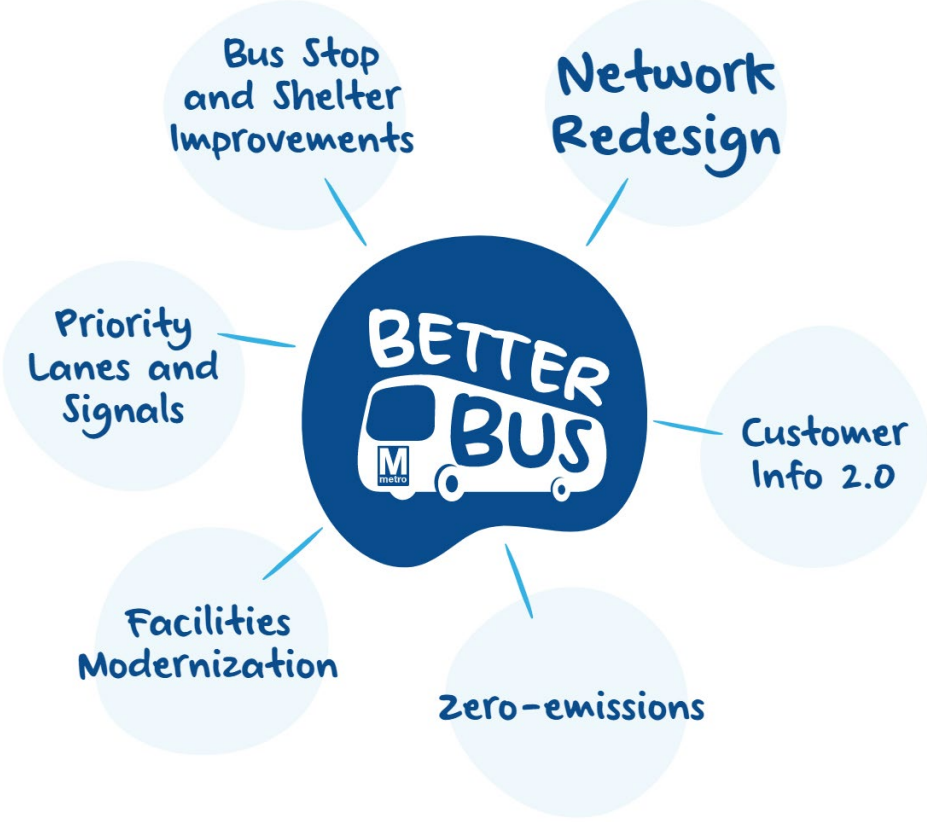 Bus Stop
and Shelter
Improvements
Network
Redesign
Priority
Lanes and
Signals
BETTER
BUS
M
metro
Customer
Info 2.0
Facilities
Modernization
Zero-emissions